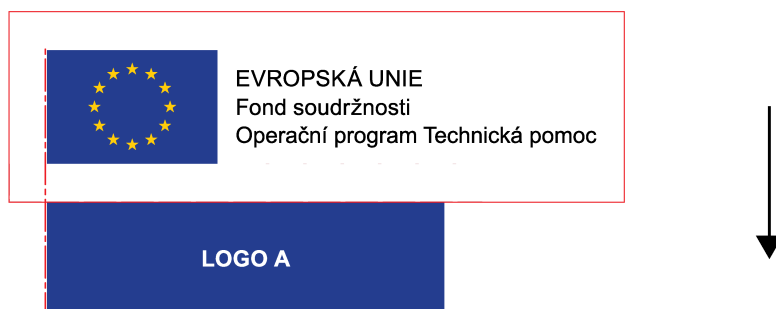 EVROPSKÁ UNIE
Fond soudržnosti
Operační program Technická pomoc
LOGO A